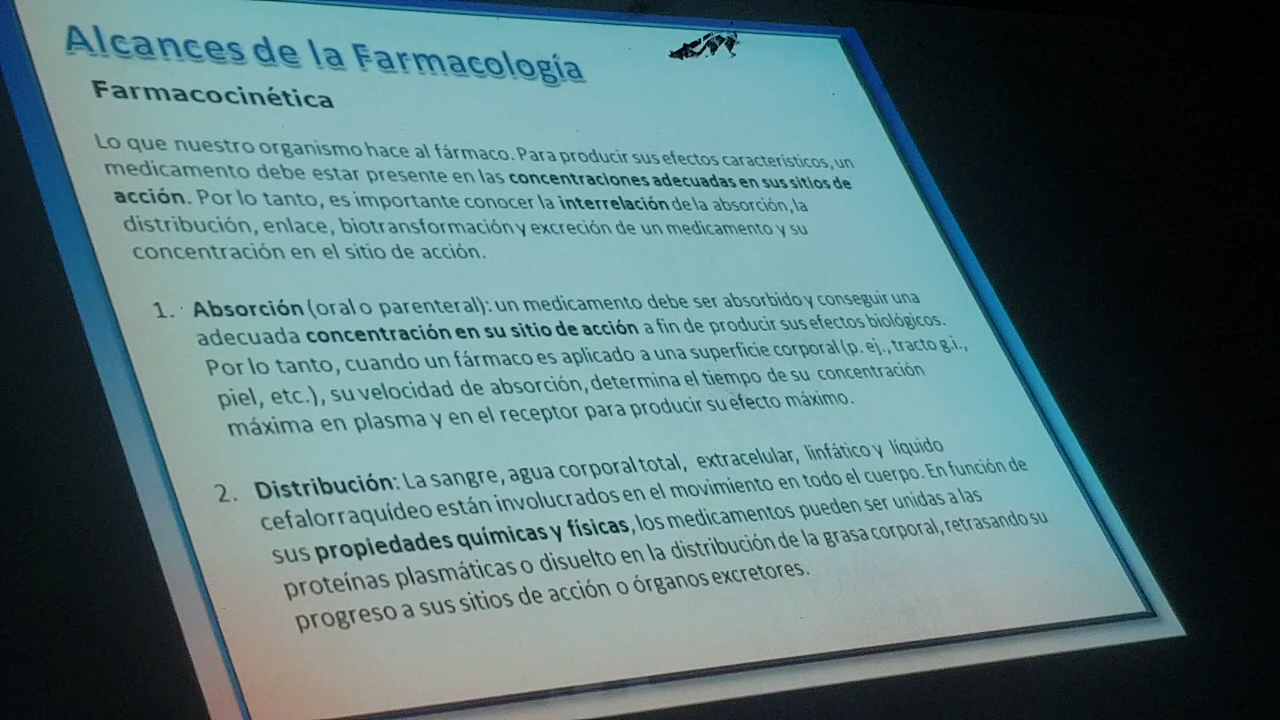 Alcances de la Farmacología
Farmacocinética
Lo que nuestro organismo hace al fármaco. Para producir sus efectos característicos, un
medicamento debe estar presente en las concentraciones adecuadas en sus sitios de
acción. Por lo tanto, es importante conocer la interrelación de la absorción, la
distribución, enlace, biotransformación y excreción de un medicamento y su
concentración en el sitio de acción.
1. Absorción (oral o parenteral): un medicamento debe ser absorbido y conseguir una
adecuada concentración en su sitio de acción a fin de producir sus efectos biológicos.
Por lo tanto, cuando un fármaco es aplicado a una superficie corporal (p. ej., tracto g.i.,
piel, etc.), su velocidad de absorción, determina el tiempo de su concentración
máxima en plasma y en el receptor para producir su efecto máximo.
2. Distribución: La sangre, agua corporal total, extracelular, linfático y líquido
cefalorraquídeo están involucrados en el movimiento en todo el cuerpo. En función de
sus propiedades químicas y físicas, los medicamentos pueden ser unidas a las
proteínas plasmáticas o disuelto en la distribución de la grasa corporal, retrasando su
progreso a sus sitios de acción o órganos excretores.